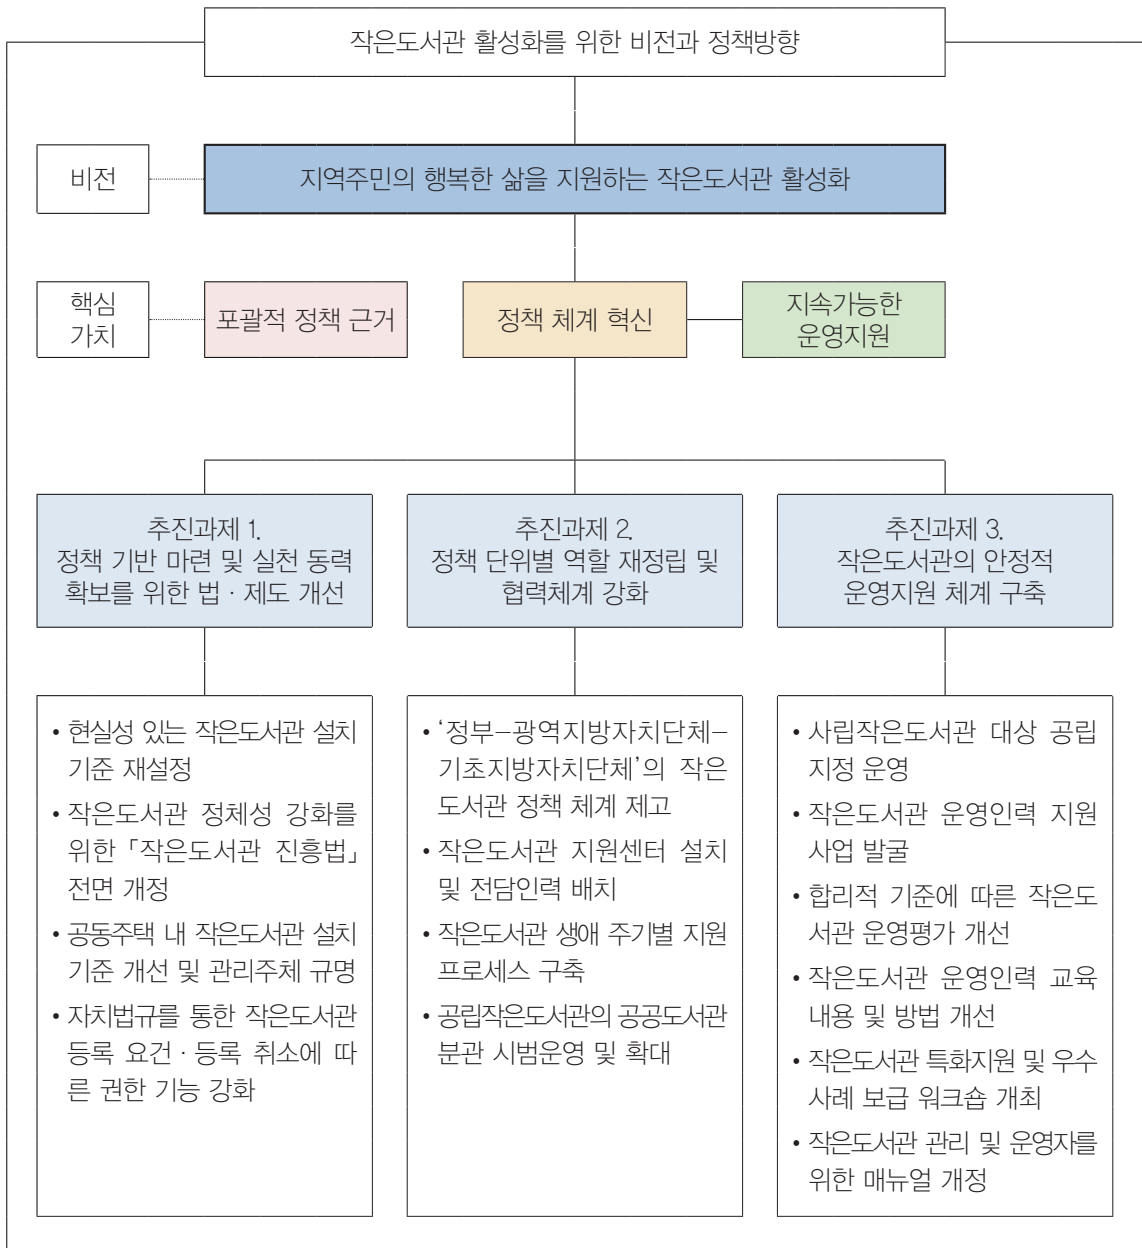 작은도서관 활성화를 위한 비전과 정책방향
비전
지역주민의 행복한 삶을 지원하는 작은도서관 활성화
핵심
가치
포괄적 정책 근거
정책 체계 혁신
지속가능한
운영지원
추진과제 1.
정책 기반 마련 및 실천 동력
확보를 위한 법 · 제도 개선
추진과제 2.
정책 단위별 역할 재정립 및
협력체계 강화
추진과제 3.
작은도서관의 안정적
운영지원 체계 구축
• 현실성 있는 작은도서관 설치
기준 재설정
• 작은도서관 정체성 강화를
위한 「작은도서관 진흥법」
전면 개정
• 공동주택 내 작은도서관 설치
기준 개선 및 관리주체 규명
• 자치법규를 통한 작은도서관
등록 요건 · 등록 취소에 따
른 권한 기능 강화
• ‘정부–광역지방자치단체–
기초지방자치단체’의 작은
도서관 정책 체계 제고
• 작은도서관 지원센터 설치
및 전담인력 배치
• 작은도서관 생애 주기별 지원
프로세스 구축
• 공립작은도서관의 공공도서관
분관 시범운영 및 확대
• 사립작은도서관 대상 공립
지정 운영
• 작은도서관 운영인력 지원
사업 발굴
• 합리적 기준에 따른 작은도
서관 운영평가 개선
• 작은도서관 운영인력 교육
내용 및 방법 개선
• 작은도서관 특화지원 및 우수
사례 보급 워크숍 개최
• 작은도서관 관리 및 운영자를
위한 매뉴얼 개정